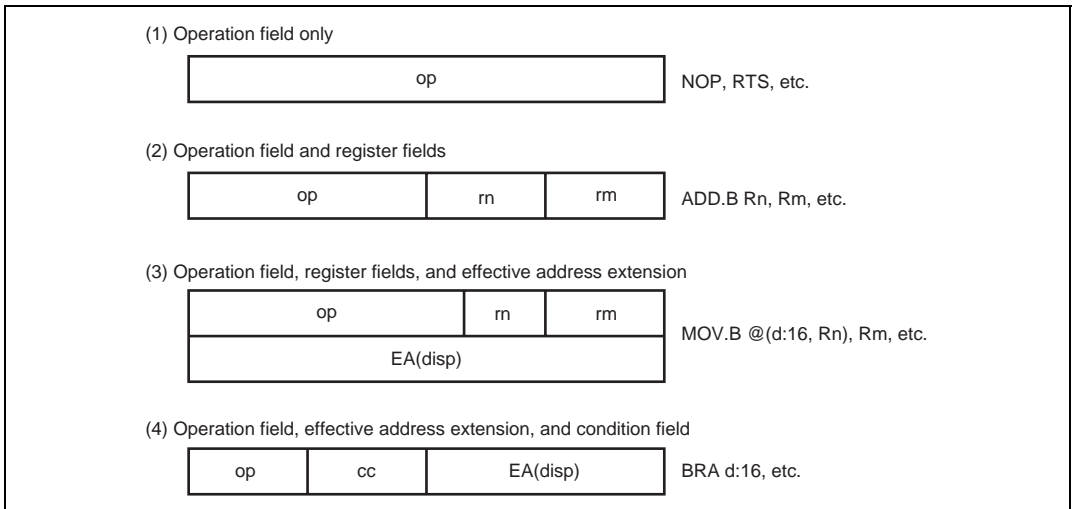 (1) Operation field only
op
NOP, RTS, etc.
(2) Operation field and register fields
op rn rm
ADD.B Rn, Rm, etc.
(3) Operation field, register fields, and effective address extension
op rn rm
EA(disp)
MOV.B @(d:16, Rn), Rm, etc.
(4) Operation field, effective address extension, and condition field
op cc EA(disp)
BRA d:16, etc.